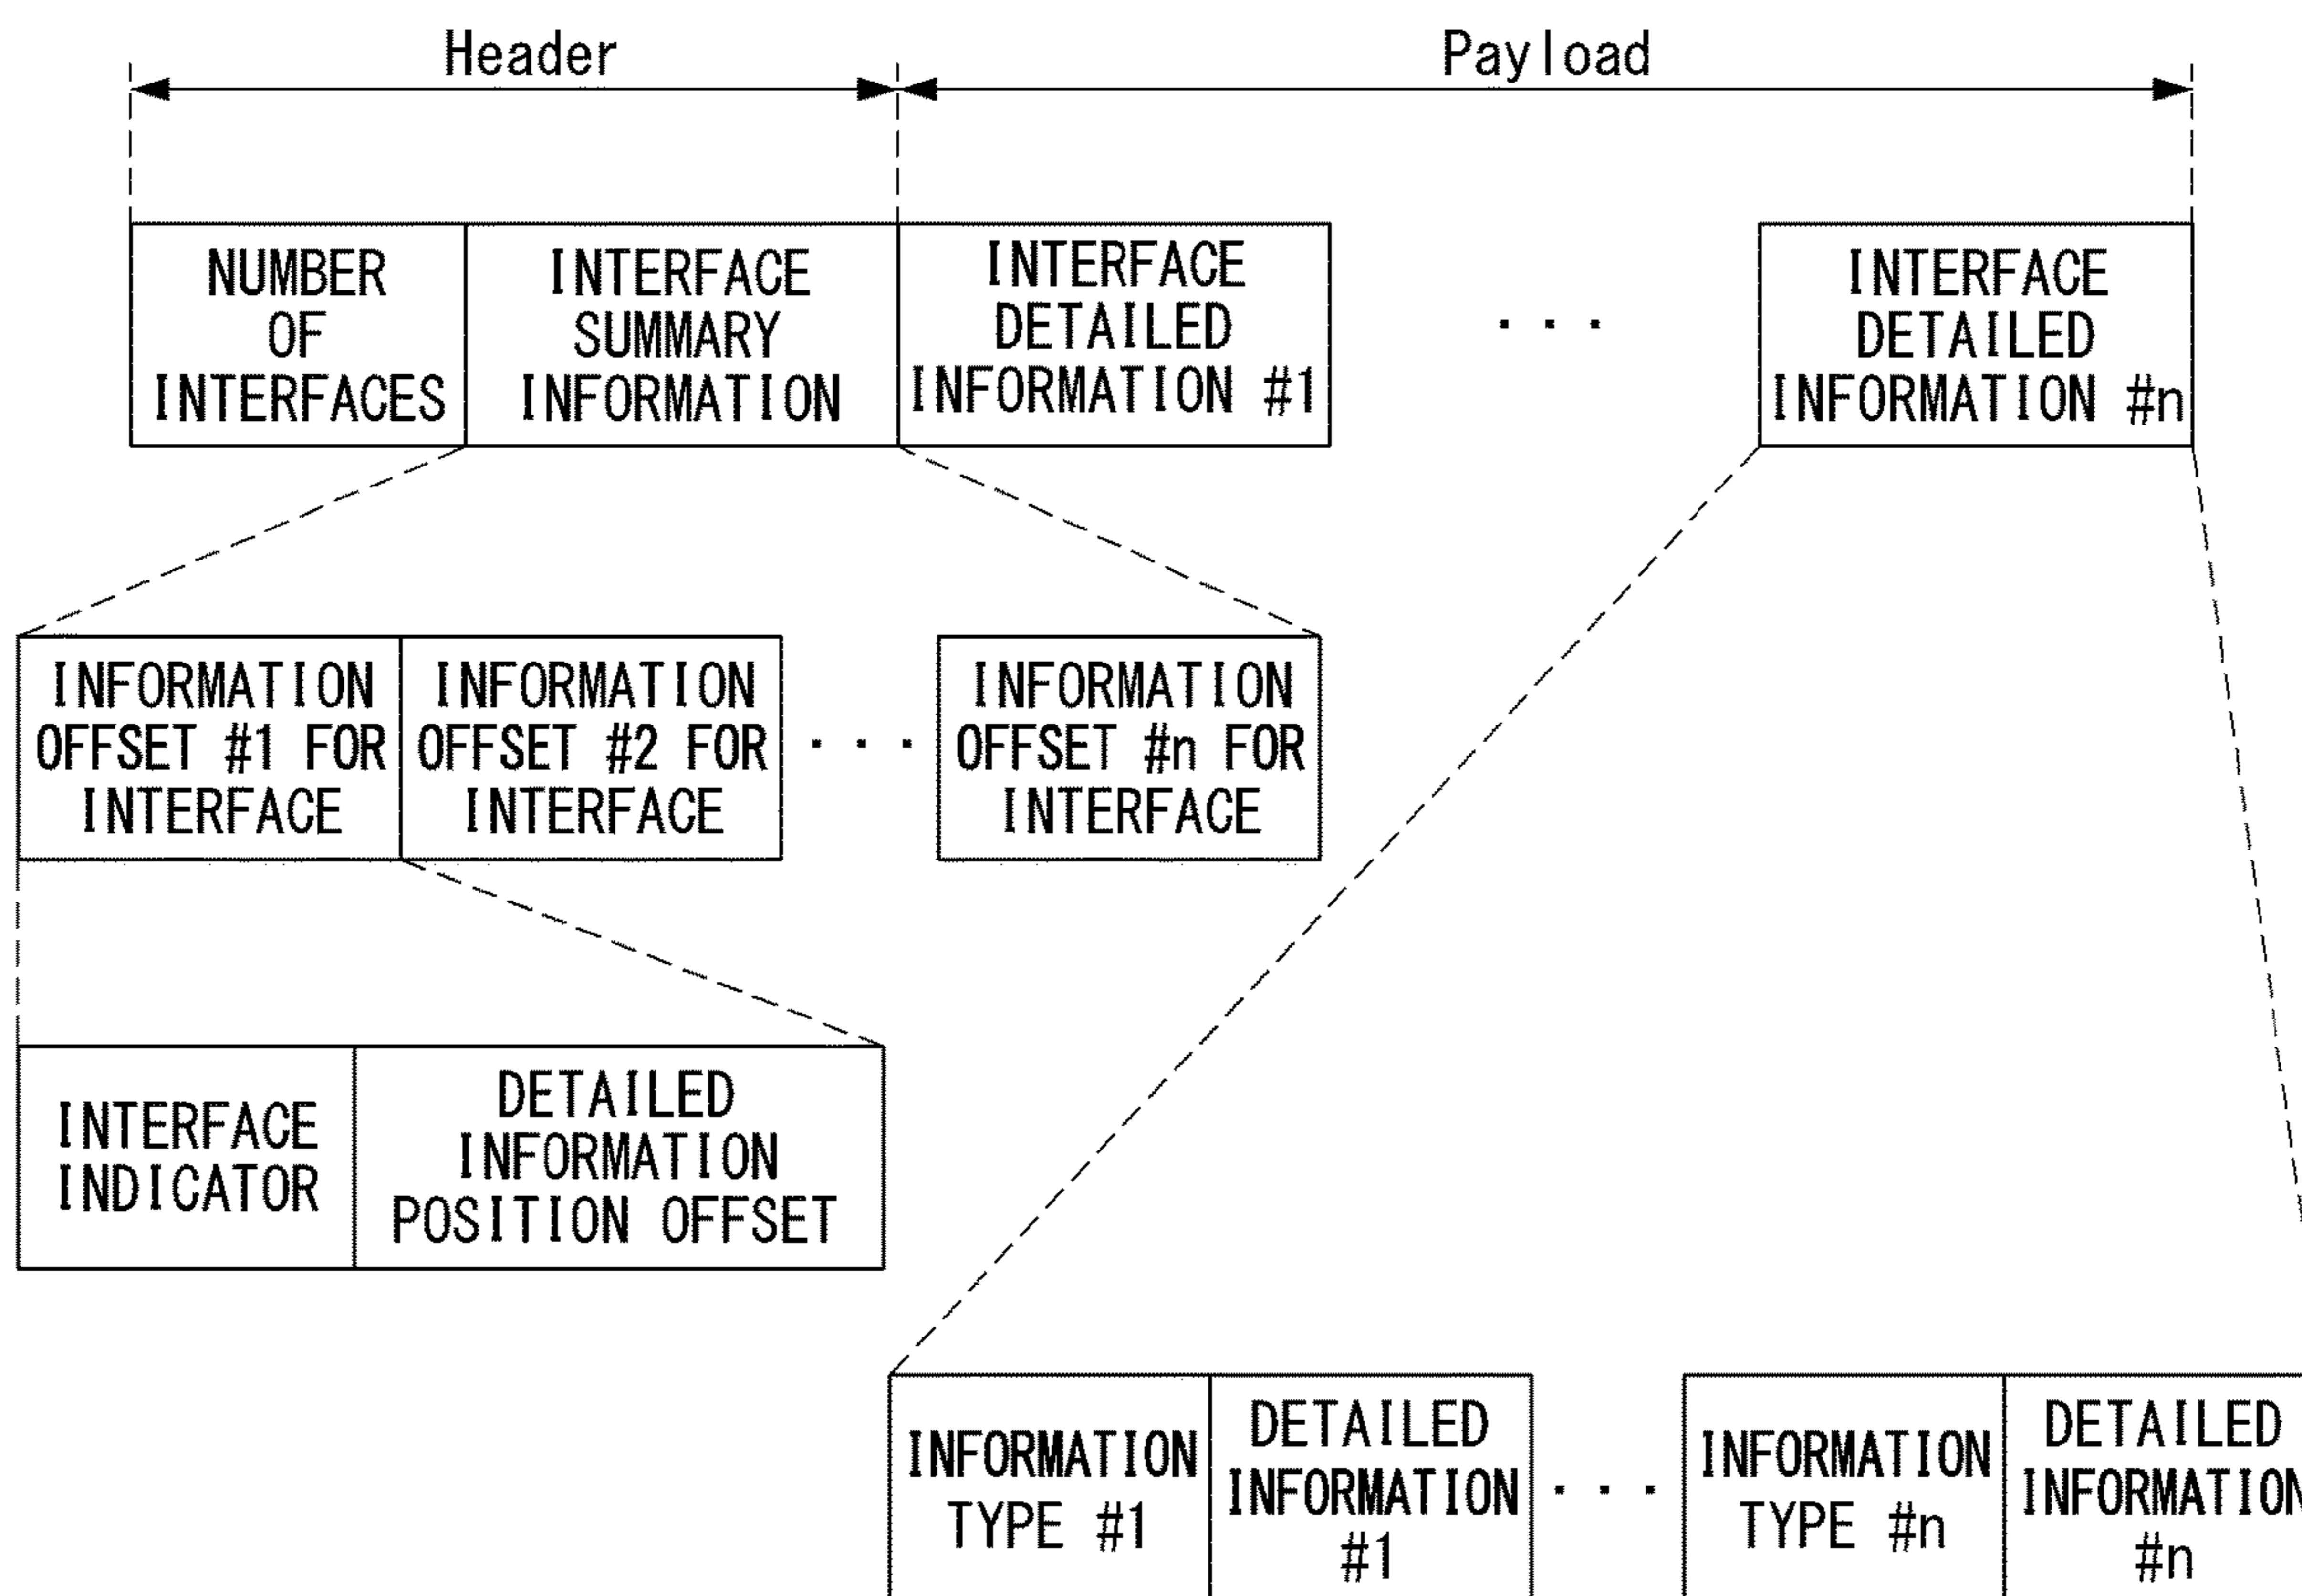 Header
Payload
NUMBER
OF
INTERFACES
INTERFACE
SUMMARY
INFORMATION
INTERFACE
DETAILED
INFORMATION #1
...
INTERFACE
DETAILED
INFORMATION #n
INFORMATION
OFFSET #1 FOR
INTERFACE
INFORMATION
OFFSET #2 FOR
INTERFACE
...
INFORMATION
OFFSET #n FOR
INTERFACE
INTERFACE
INDICATOR
DETAILED
INFORMATION
POSITION OFFSET
INFORMATION
TYPE #1
DETAILED
INFORMATION
#1
...
INFORMATION
TYPE #n
DETAILED
INFORMATION
#n